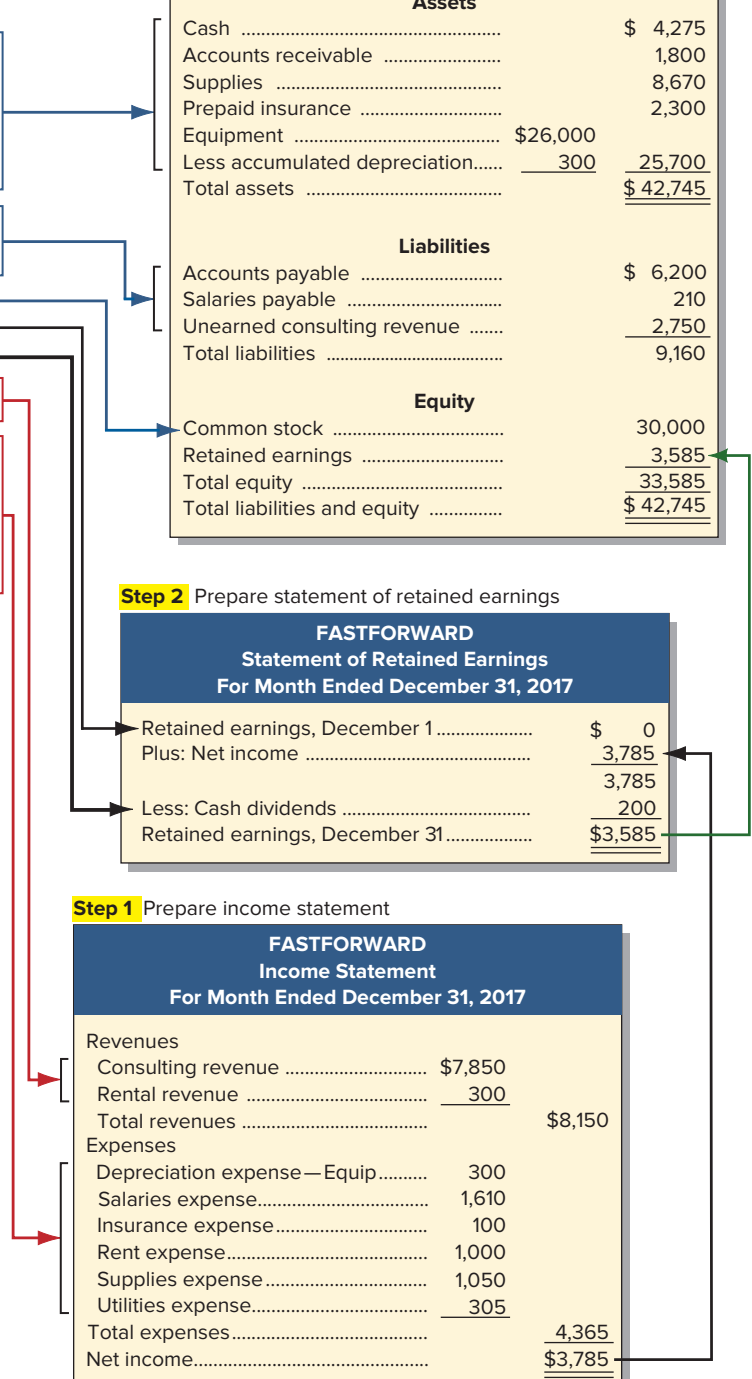 Assets
Cash ................................................ $ 4,275
Accounts receivable ..................... 1,800
Supplies ......................................... 8,670
Prepaid insurance ......................... 2,300
Equipment ..................................... $26,000
Less accumulated depreciation...... 300 25,700
Total assets ................................... $ 42,745
Liabilities
Accounts payable ......................... $ 6,200
Salaries payable ............................ 210
Unearned consulting revenue ....... 2,750
Total liabilities ............................... 9,160
Equity
Common stock .............................. 30,000
Retained earnings ......................... 3,585
Total equity ................................... 33,585
Total liabilities and equity ............... $ 42,745
Step 2 Prepare statement of retained earnings
FASTFORWARD
Statement of Retained Earnings
For Month Ended December 31, 2017
Retained earnings, December 1 ................... $ 0
Plus: Net income ........................................ 3,785
3,785
Less: Cash dividends .................................. 200
Retained earnings, December 31 ................. $3,585
Step 1 Prepare income statement
FASTFORWARD
Income Statement
For Month Ended December 31, 2017
Revenues
Consulting revenue ......................... $7,850
Rental revenue ................................ 300
Total revenues ................................. $8,150
Expenses
Depreciation expense—Equip.......... 300
Salaries expense.............................. 1,610
Insurance expense........................... 100
Rent expense................................... 1,000
Supplies expense ............................. 1,050
Utilities expense............................... 305
Total expenses .................................. 4,365
Net income........................................ $3,785